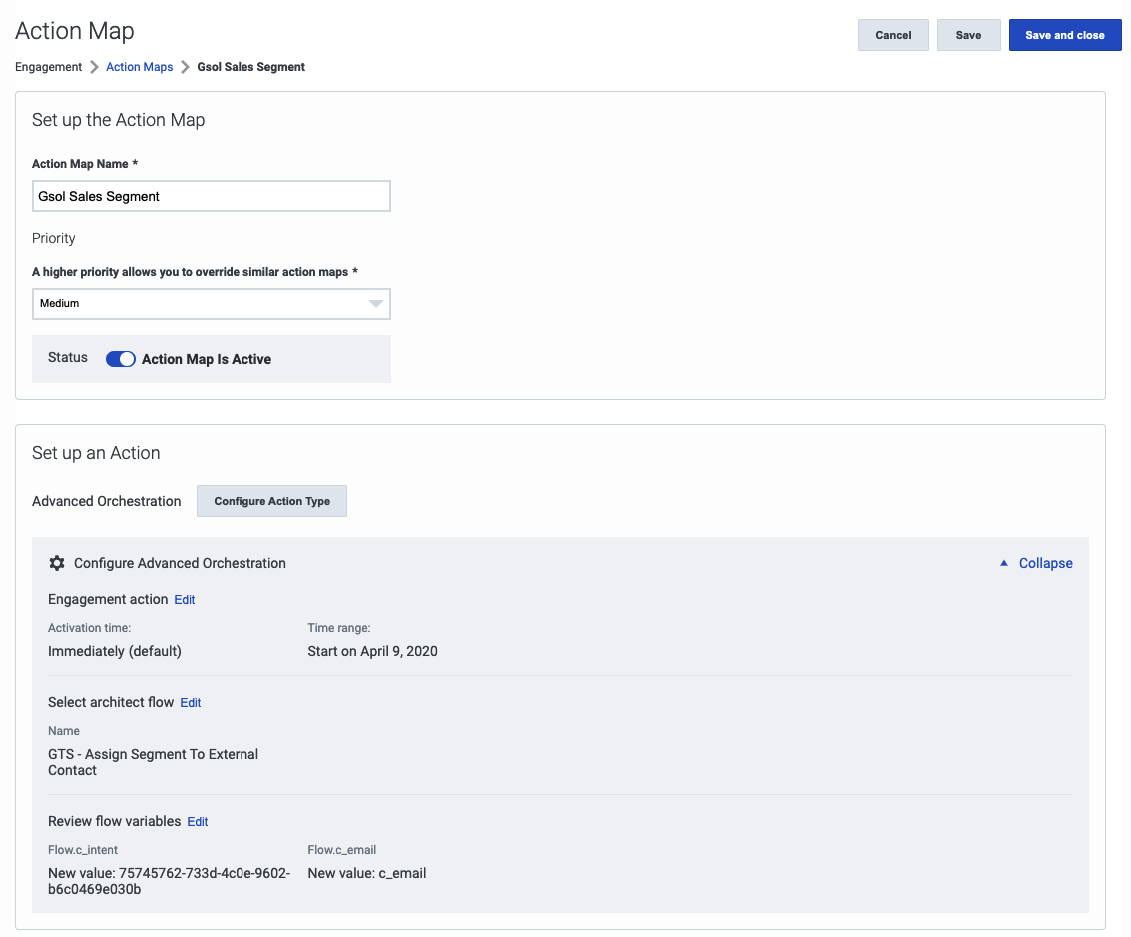 Action Map
Cancel
Save
Save and close
Engagement > Action Maps > Gsol Sales Segment
Set up the Action Map
Action Map Name *
Gsol Sales Segment
Priority
A higher priority allows you to override similar action maps *
Medium
Status
Action Map Is Active
Set up an Action
Advanced Orchestration
Configure Action Type
Configure Advanced Orchestration
Collapse
Engagement action Edit
Activation time:
Time range:
Immediately (default)
Start on April 9, 2020
Select architect flow Edit
Name
GTS - Assign Segment To External
Contact
Review flow variables Edit
Flow.c_intent
Flow.c_email
New value: 75745762-733d-4c0e-9602-
b6c0469e030b
New value: c_email